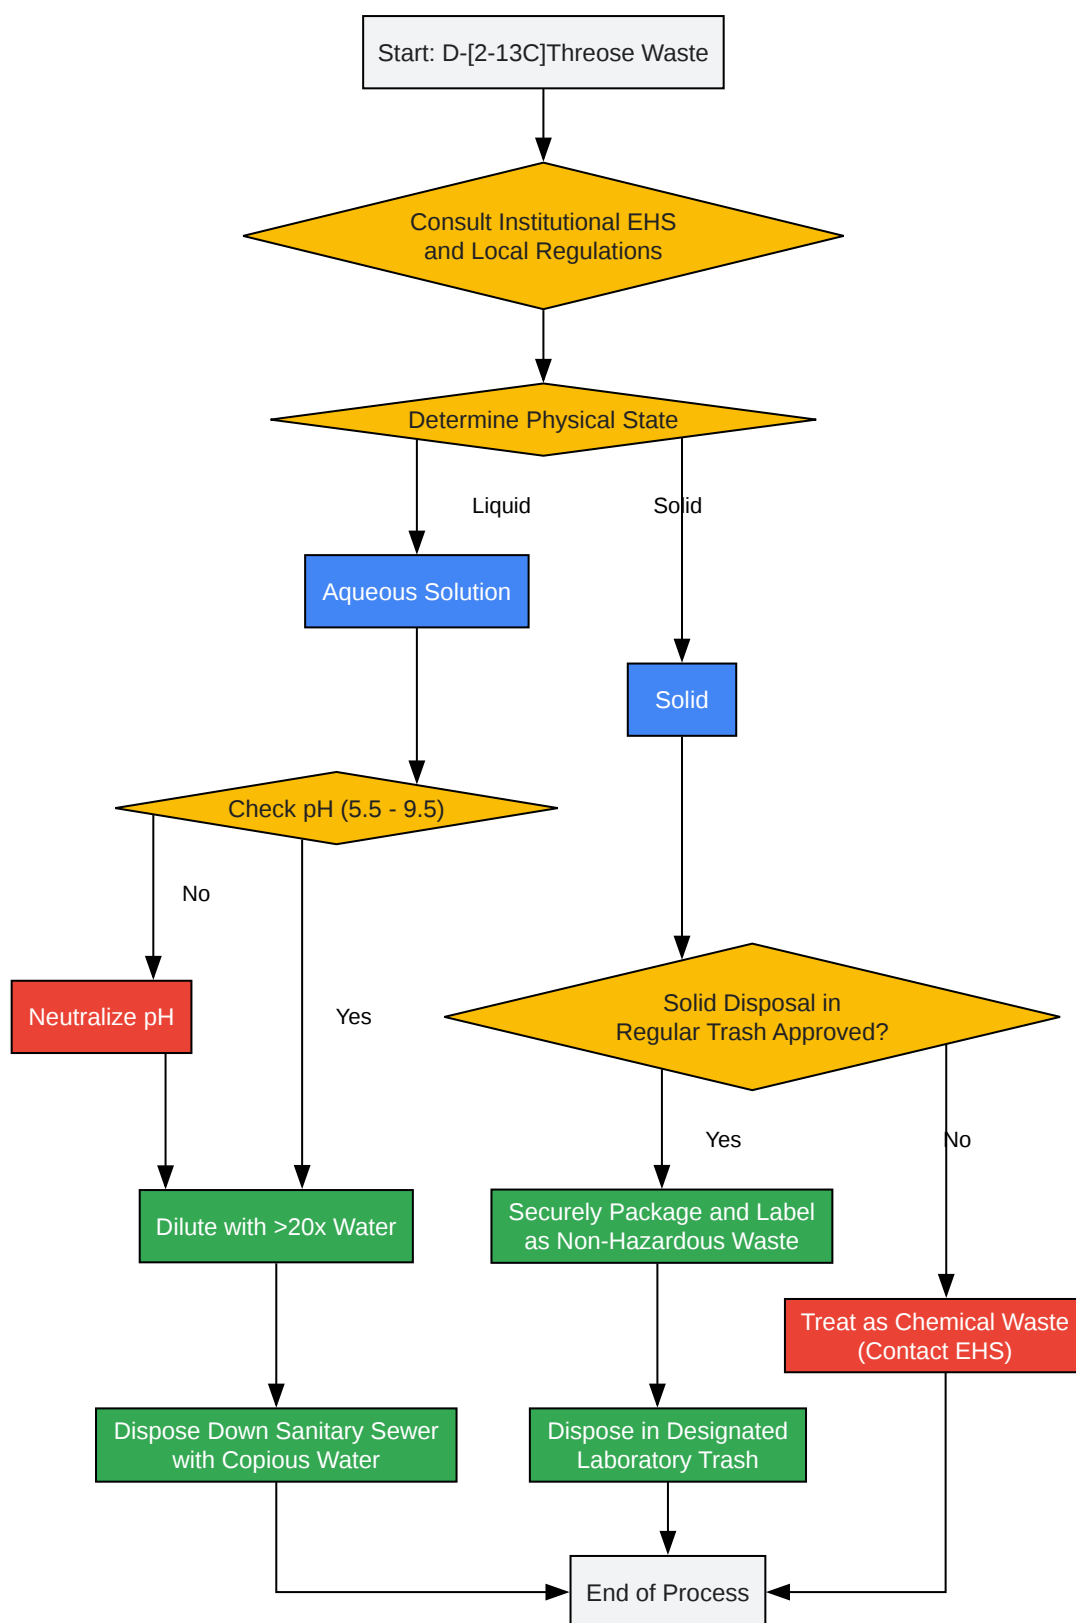 Start: D-[2-13C]Threose Waste
Consult Institutional EHS
and Local Regulations
Determine Physical State
Liquid
Solid
Aqueous Solution
Solid
Check pH (5.5 - 9.5)
No
Yes
Neutralize pH
Solid Disposal in
Regular Trash Approved?
Yes
No
Dilute with >20x Water
Securely Package and Label
as Non-Hazardous Waste
Treat as Chemical Waste
(Contact EHS)
Dispose Down Sanitary Sewer
with Copious Water
Dispose in Designated
Laboratory Trash
End of Process